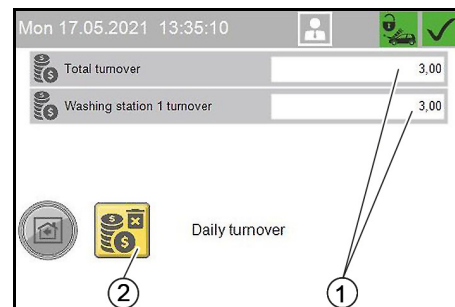 Mon 17.05.2021 13:35:10
Total turnover 3,00
Washing station 1 turnover 3,00
Daily turnover
2 1